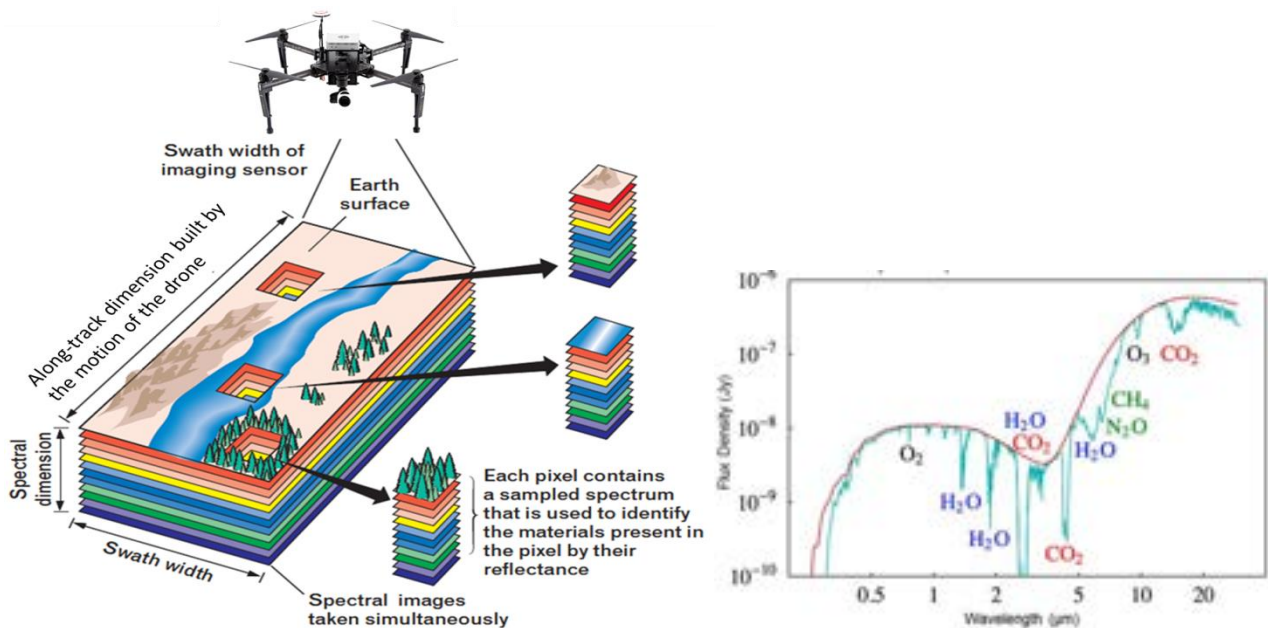 Swath width of
imaging sensor
Earth
surface
Along-track dimension built by
the motion of the drone
Spectral
dimension
Swath width
Each pixel contains
a sampled spectrum
that is used to identify
the materials present in
the pixel by their
reflectance
Spectral images
taken simultaneously
Flux Density (Jy)
10⁻⁷
10⁻⁸
10⁻⁹
10⁻¹⁰
O₂
H₂O
H₂O
H₂O
CO₂
CO₂
H₂O
CH₄
N₂O
O₃
CO₂
0.5
1
2
5
10
20
Wavelength (μm)